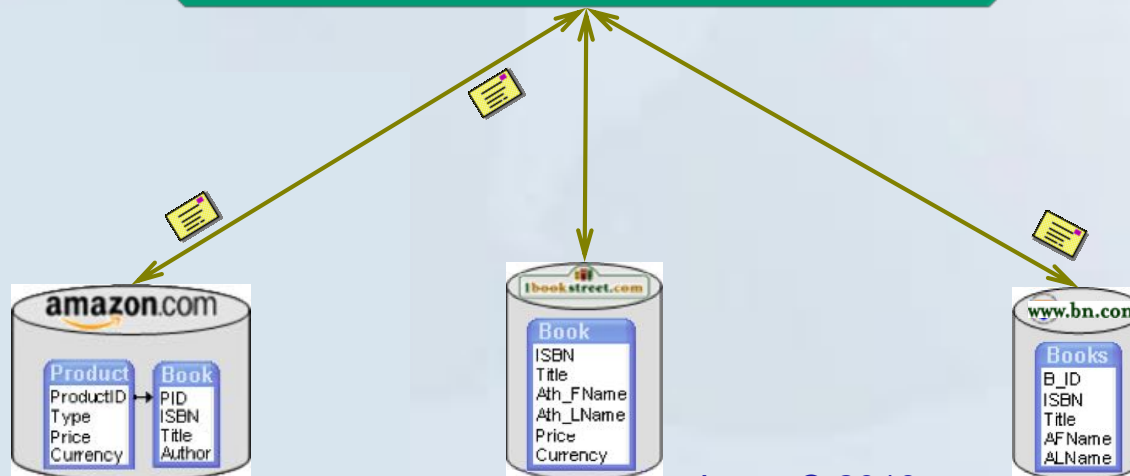 amazon.com
Product
ProductID
Type
Price
Currency
Book
PID
ISBN
Title
Author
1bookstreet.com
Book
ISBN
Title
Ath_FName
Ath_LName
Price
Currency
www.bn.com
Books
B_ID
ISBN
Title
AFName
ALName